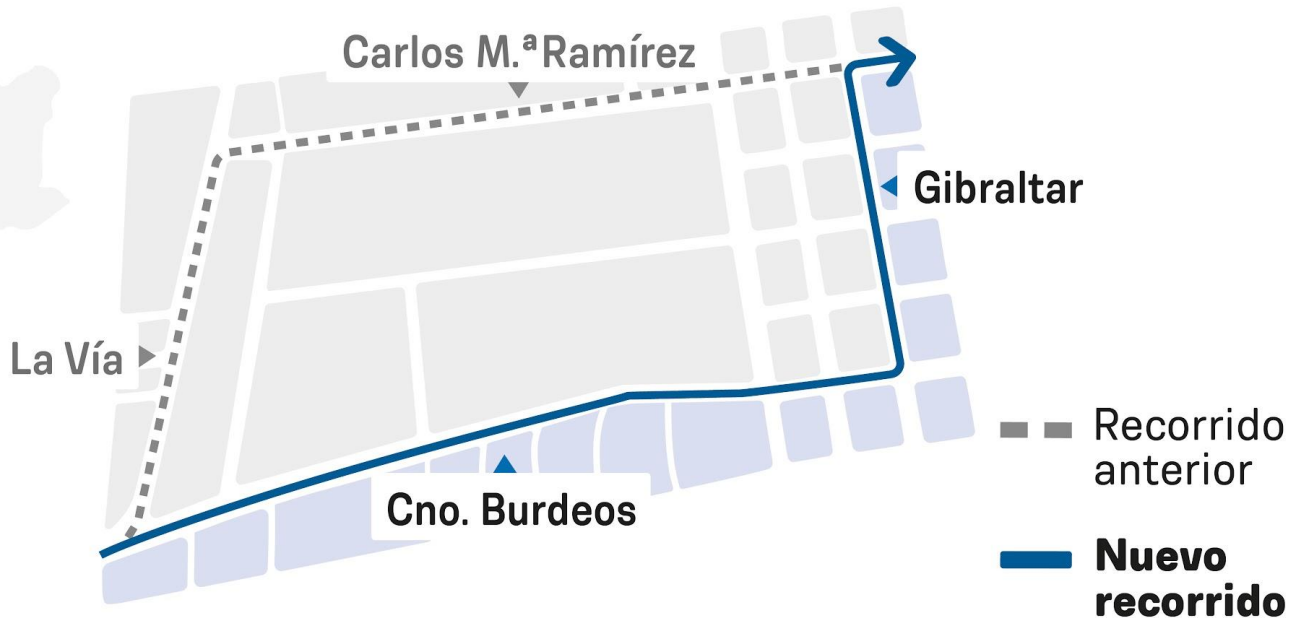 Carlos M.ª Ramírez
Gibraltar
La Vía
Cno. Burdeos
Recorrido
anterior
Nuevo
recorrido